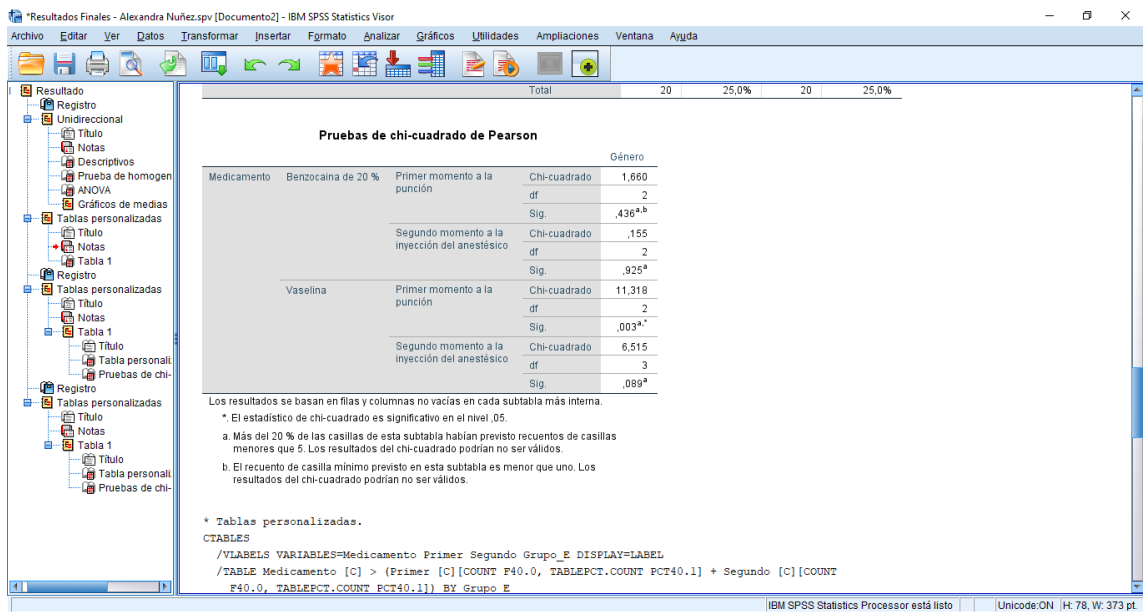 *Resultados Finales - Alexandra Nuñez.spv [Documento2] - IBM SPSS Statistics Visor
Archivo Editar Ver Datos Transformar Insertar Formato Analizar Gráficos Utilidades Ampliaciones Ventana Ayuda
Resultado
Registro
Unidireccional
Título
Notas
Descriptivos
Prueba de homogen
ANOVA
Gráficos de medias
Tablas personalizadas
Título
Notas
Tabla 1
Registro
Tablas personalizadas
Título
Notas
Tabla 1
Título
Tabla personali
Pruebas de chi-
Registro
Tablas personalizadas
Título
Notas
Tabla 1
Título
Tabla personali
Pruebas de chi-
Total 20 25,0% 20 25,0%
Pruebas de chi-cuadrado de Pearson
Género
Medicamento Benzocaina de 20 % Primer momento a la punción Chi-cuadrado 1,660
df 2
Sig. ,436a,b
Segundo momento a la inyección del anestésico Chi-cuadrado ,155
df 2
Sig. ,925a
Vaselina Primer momento a la punción Chi-cuadrado 11,318
df 2
Sig. ,003a,*
Segundo momento a la inyección del anestésico Chi-cuadrado 6,515
df 3
Sig. ,089a
Los resultados se basan en filas y columnas no vacías en cada subtabla más interna.
*. El estadístico de chi-cuadrado es significativo en el nivel ,05.
a. Más del 20 % de las casillas de esta subtabla habían previsto recuentos de casillas
menores que 5. Los resultados del chi-cuadrado podrían no ser válidos.
b. El recuento de casilla mínimo previsto en esta subtabla es menor que uno. Los
resultados del chi-cuadrado podrían no ser válidos.
* Tablas personalizadas.
CTABLES
/VLABELS VARIABLES=Medicamento Primer Segundo Grupo_E DISPLAY=LABEL
/TABLE Medicamento [C] > (Primer [C][COUNT F40.0, TABLEPCT.COUNT PCT40.1] + Segundo [C][COUNT
F40.0, TABLEPCT.COUNT PCT40.1]) BY Grupo_E
IBM SPSS Statistics Processor está listo Unicode:ON H: 78, W: 373 pt